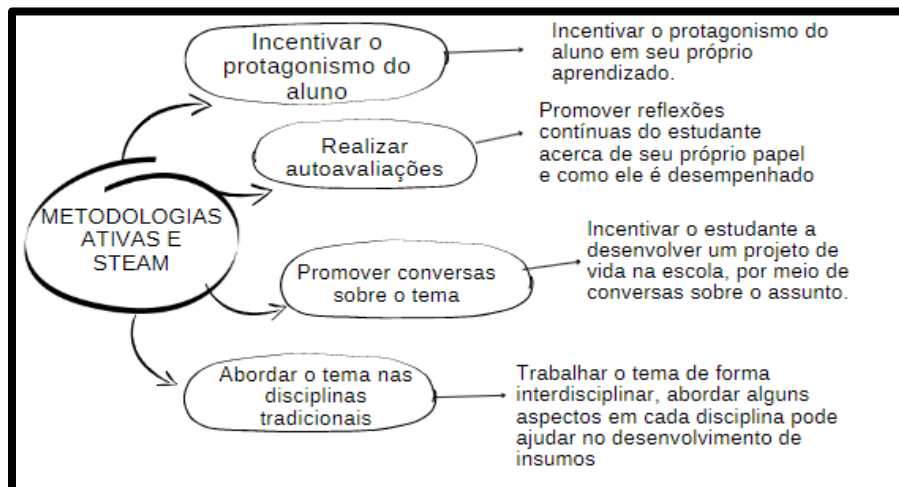 METODOLOGIAS
ATIVAS E
STEAM
Incentivar o
protagonismo do
aluno
Incentivar o protagonismo do
aluno em seu próprio
aprendizado.
Realizar
autoavaliações
Promover reflexões
contínuas do estudante
acerca de seu próprio papel
e como ele é desempenhado
Promover conversas
sobre o tema
Incentivar o estudante a
desenvolver um projeto de
vida na escola, por meio de
conversas sobre o assunto.
Abordar o tema nas
disciplinas
tradicionais
Trabalhar o tema de forma
interdisciplinar, abordar alguns
aspectos em cada disciplina pode
ajudar no desenvolvimento de
insumos